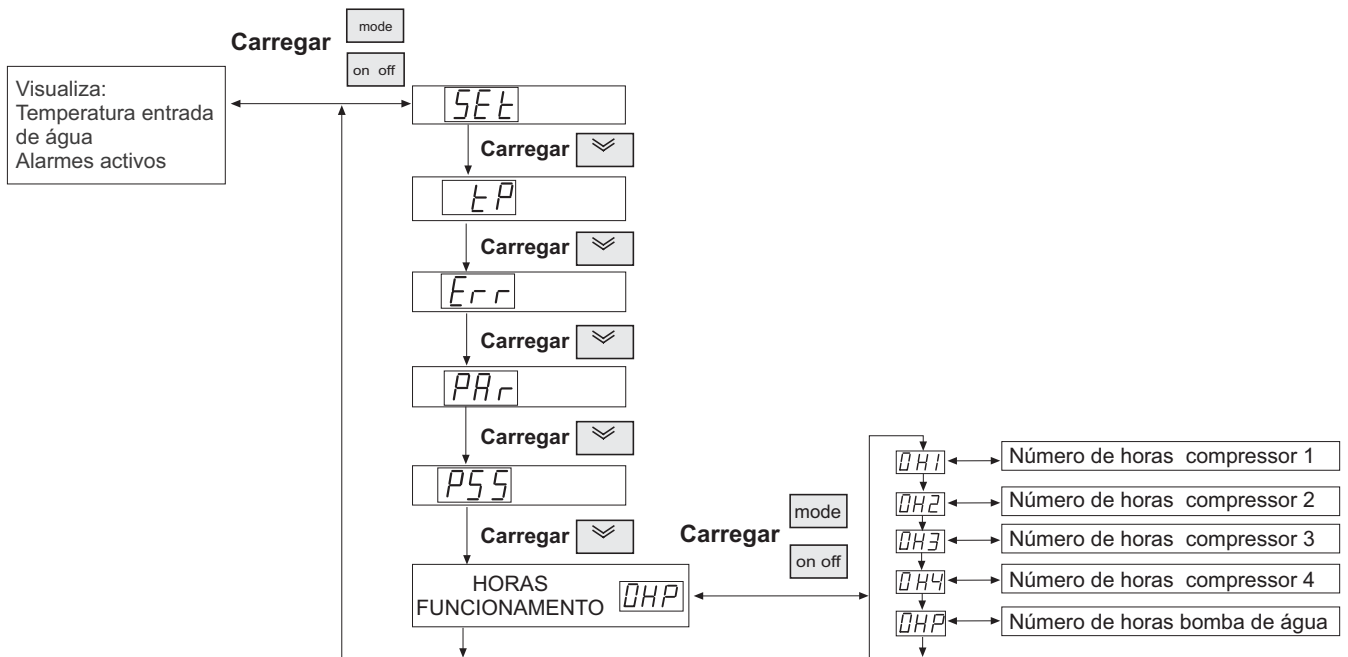 Carregar
mode
on off
Visualiza:
Temperatura entrada
de água
Alarmes activos
SEt
Carregar
tP
Carregar
Err
Carregar
PAr
Carregar
PSS
Carregar
HORAS
FUNCIONAMENTO
OHP
Carregar
mode
on off
OH1
Número de horas compressor 1
OH2
Número de horas compressor 2
OH3
Número de horas compressor 3
OH4
Número de horas compressor 4
OHP
Número de horas bomba de água